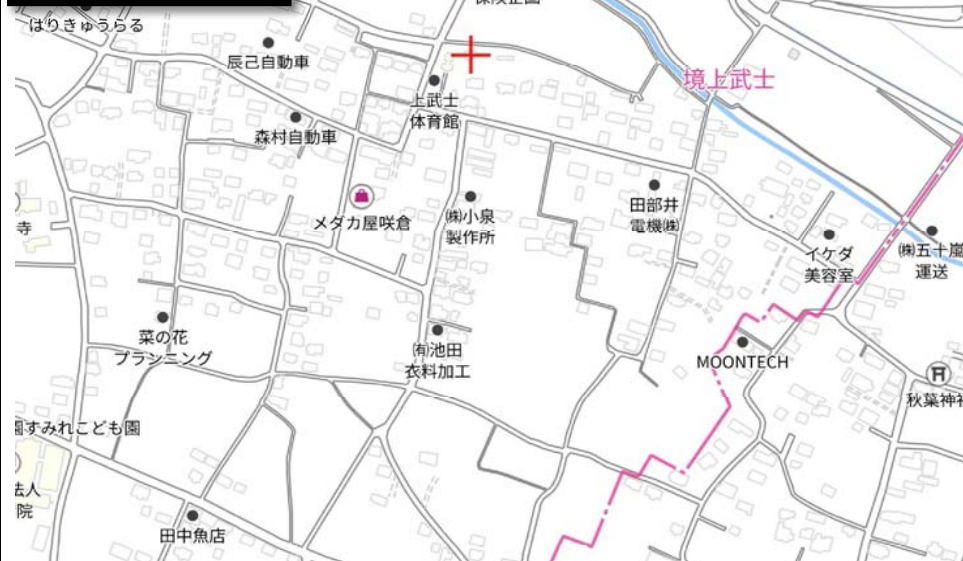 はりきゅうらる
辰己自動車
境上武士
上武士
体育館
森村自動車
メダカ屋咲倉
㈱小泉
製作所
田部井
電機㈱
寺
イケダ
美容室
㈱五十嵐
運送
菜の花
プランニング
㈲池田
衣料加工
MOONTECH
秋葉神社
園すみれこども園
法人
院
田中魚店